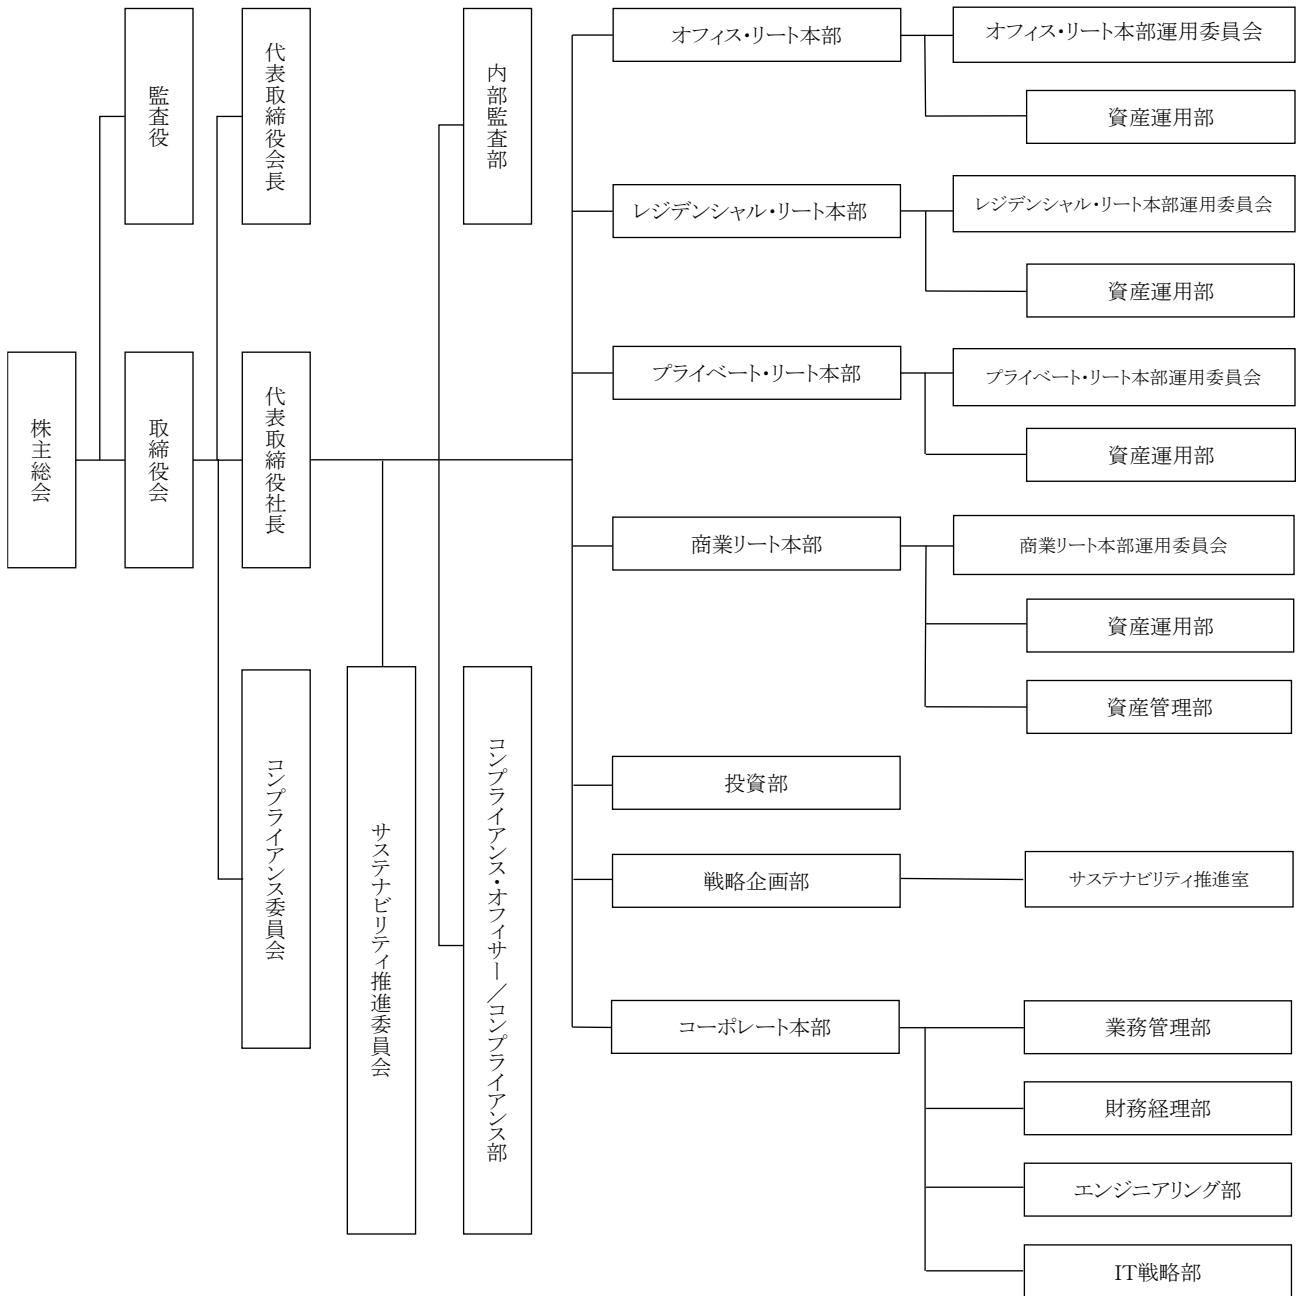 株主総会
監査役
取締役会
代表取締役会長
代表取締役社長
コンプライアンス委員会
サステナビリティ推進委員会
内部監査部
コンプライアンス・オフィサー/コンプライアンス部
オフィス・リート本部
オフィス・リート本部運用委員会
資産運用部
レジデンシャル・リート本部
レジデンシャル・リート本部運用委員会
資産運用部
プライベート・リート本部
プライベート・リート本部運用委員会
資産運用部
商業リート本部
商業リート本部運用委員会
資産運用部
資産管理部
投資部
戦略企画部
サステナビリティ推進室
コーポレート本部
業務管理部
財務経理部
エンジニアリング部
IT戦略部